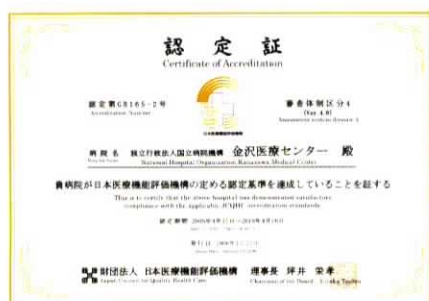 認定証
Certificate of Accreditation
認定第GB165-2号
審査体制区分4
(Ver.4.0)
日本医療機能評価機構
病院名 独立行政法人国立病院機構 金沢医療センター 殿
National Hospital Organization Kanazawa Medical Center
貴病院が日本医療機能評価機構の定める認定基準を達成していることを証する
This is to certify that the above hospital has demonstrated satisfactory
compliance with the applicable JCQHC accreditation standards
認定期間
発行日
財団法人 日本医療機能評価機構 理事長 坪井 栄孝
Japan Council for Quality Health Care Chairman of the Board